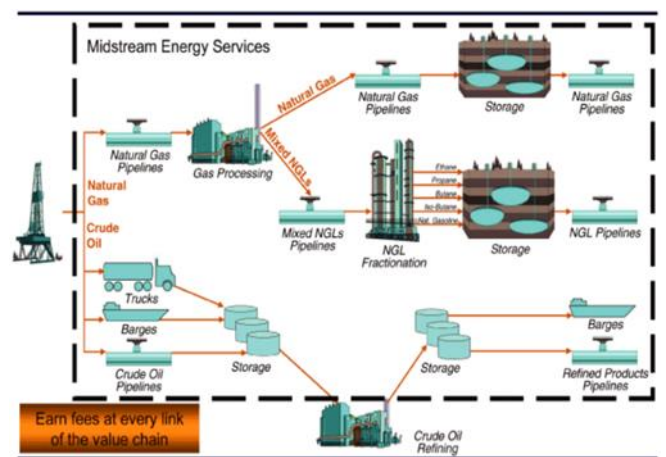 Midstream Energy Services
Natural Gas
Pipelines
Gas Processing
Natural Gas
Mixed NGLs
Natural Gas
Pipelines
Storage
Natural Gas
Pipelines
Natural
Gas
Crude
Oil
Mixed NGLs
Pipelines
NGL
Fractionation
Ethane
Propane
Butane
Iso-Butane
Nat. Gasoline
Storage
NGL Pipelines
Trucks
Barges
Crude Oil
Pipelines
Storage
Storage
Barges
Refined Products
Pipelines
Earn fees at every link
of the value chain
Crude Oil
Refining